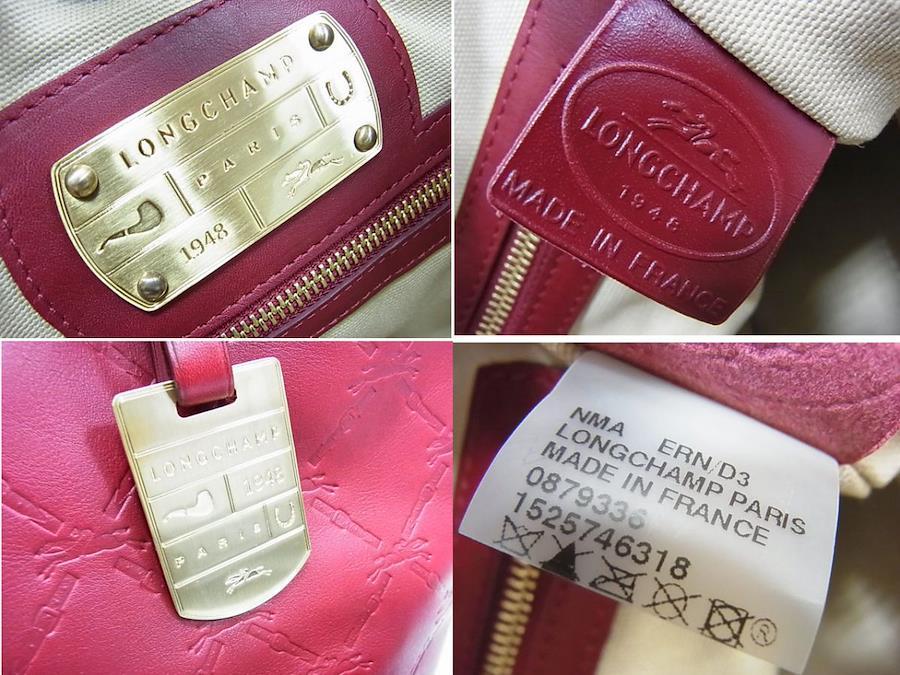 LONGCHAMP
PARIS
1948
LONGCHAMP
1948
MADE IN FRANCE
LONGCHAMP
1948
PARIS
NMA ERN/D3
LONGCHAMP PARIS
MADE IN FRANCE
0879336
1525746318
®